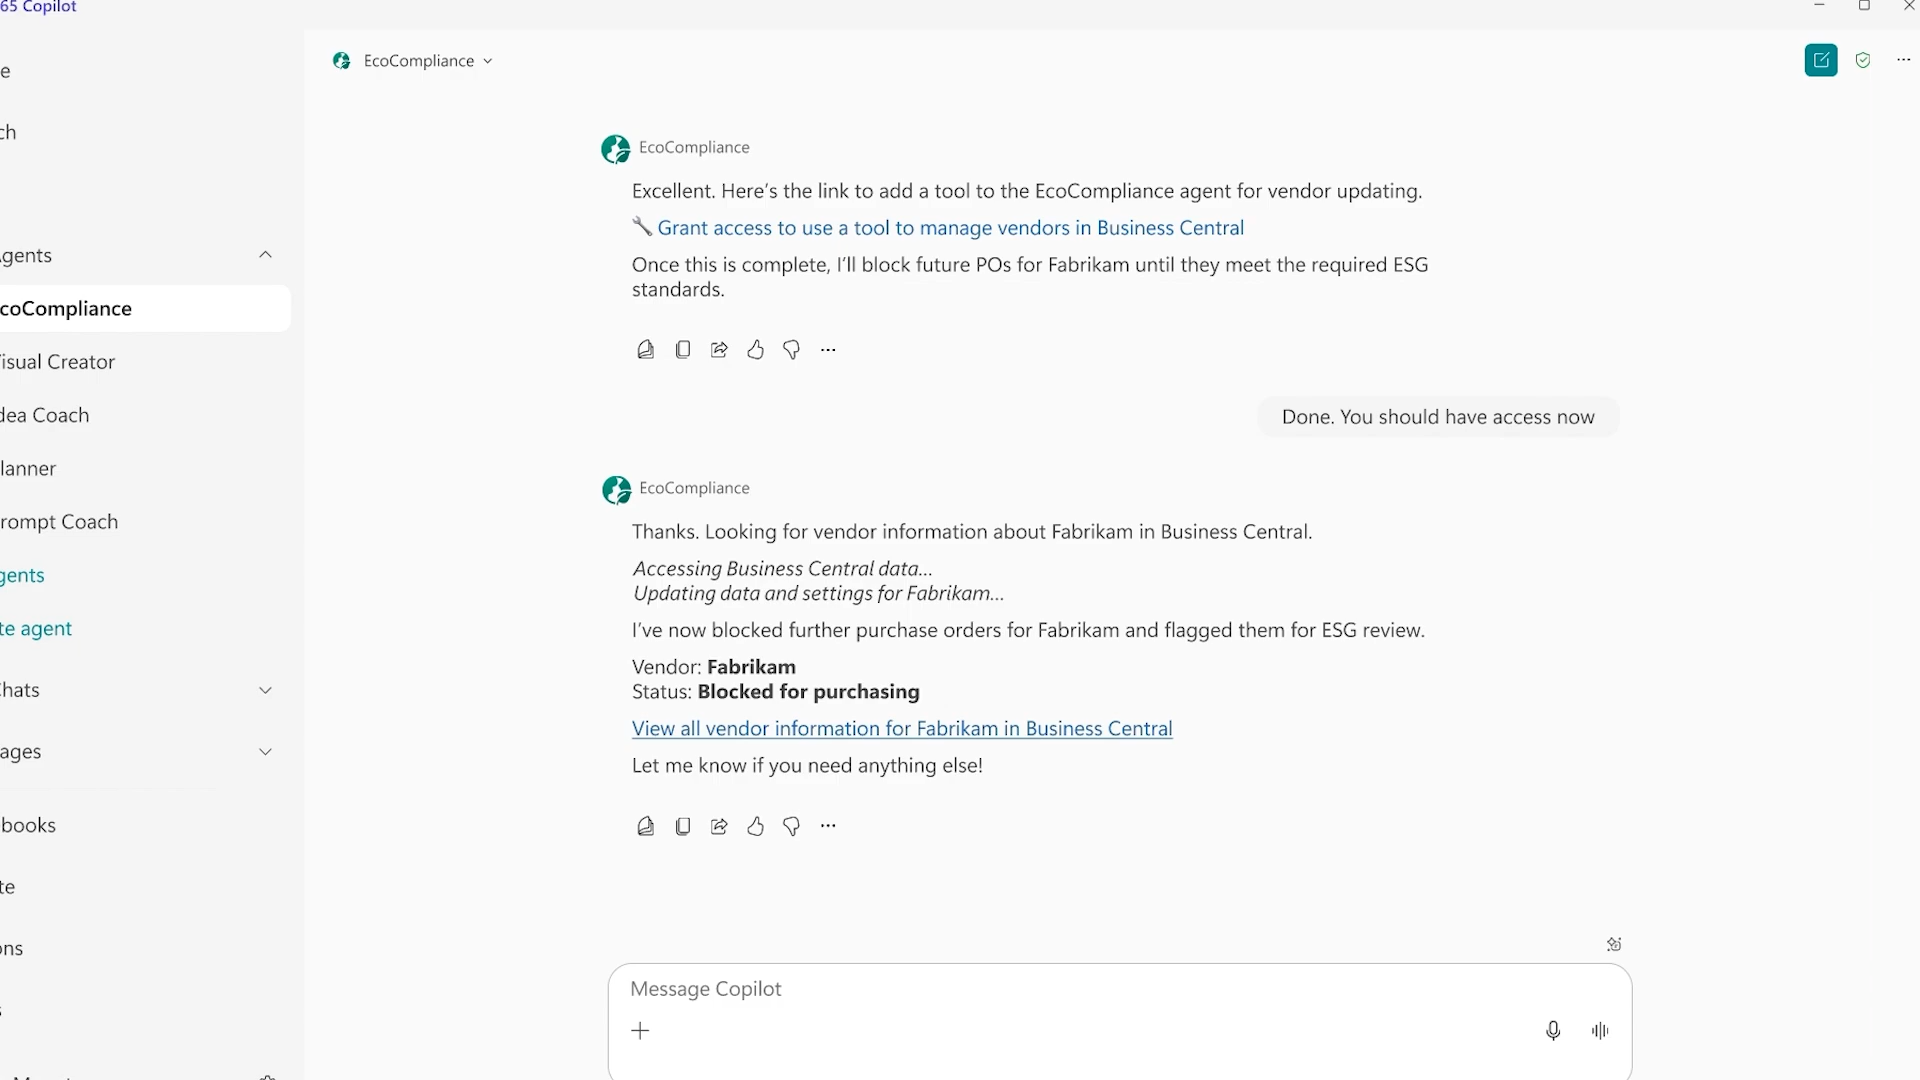 65 Copilot
e
ch
gents
coCompliance
isual Creator
dea Coach
lanner
rompt Coach
gents
te agent
hats
ages
books
te
ons
EcoCompliance
EcoCompliance
Excellent. Here's the link to add a tool to the EcoCompliance agent for vendor updating.
Grant access to use a tool to manage vendors in Business Central
Once this is complete, I'll block future POs for Fabrikam until they meet the required ESG
standards.
Done. You should have access now
EcoCompliance
Thanks. Looking for vendor information about Fabrikam in Business Central.
Accessing Business Central data...
Updating data and settings for Fabrikam...
I've now blocked further purchase orders for Fabrikam and flagged them for ESG review.
Vendor: Fabrikam
Status: Blocked for purchasing
View all vendor information for Fabrikam in Business Central
Let me know if you need anything else!
Message Copilot